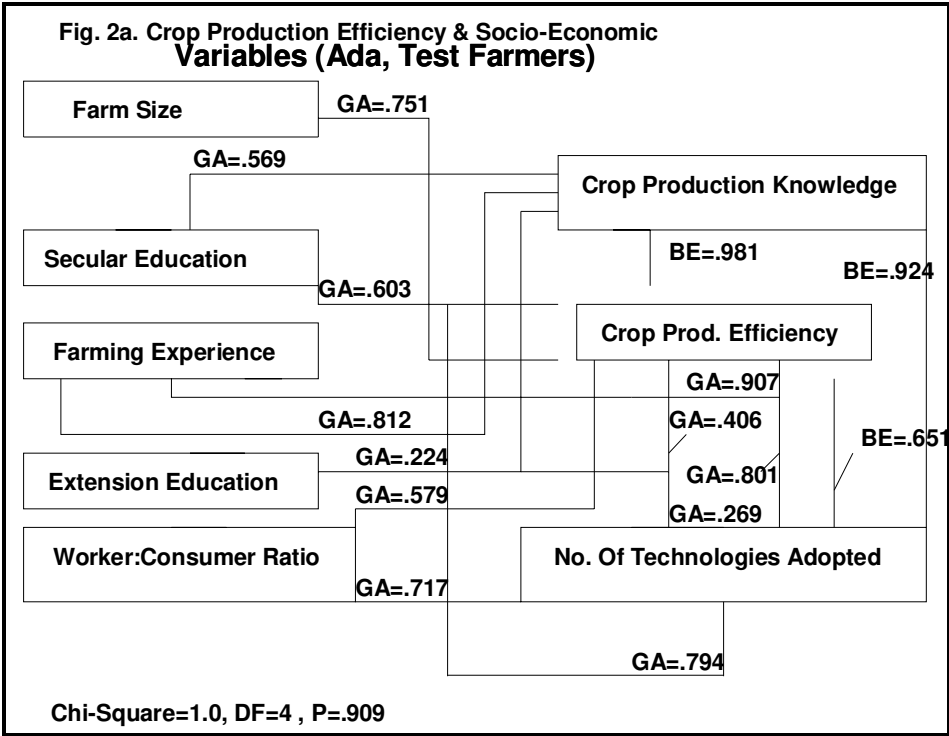 Fig. 2a. Crop Production Efficiency & Socio-Economic
Variables (Ada, Test Farmers)
Farm Size
GA=.751
GA=.569
Crop Production Knowledge
Secular Education
BE=.981
BE=.924
GA=.603
Crop Prod. Efficiency
Farming Experience
GA=.907
GA=.812
GA=.406
BE=.651
GA=.224
Extension Education
GA=.801
GA=.579
GA=.269
Worker:Consumer Ratio
No. Of Technologies Adopted
GA=.717
GA=.794
Chi-Square=1.0, DF=4 , P=.909